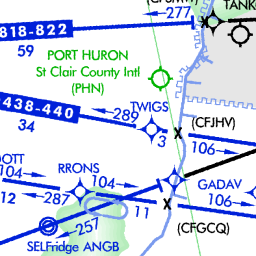 (CFJMV)
←277
TANK
818-822
59
PORT HURON
St Clair County Intl
(PHN)
438-440
289
TWIGS
34
3
(CFJHV)
106
OTT
RRONS
104
104
GADAV
12
287
106
11
(CFGCQ)
257
SELFridge ANGB